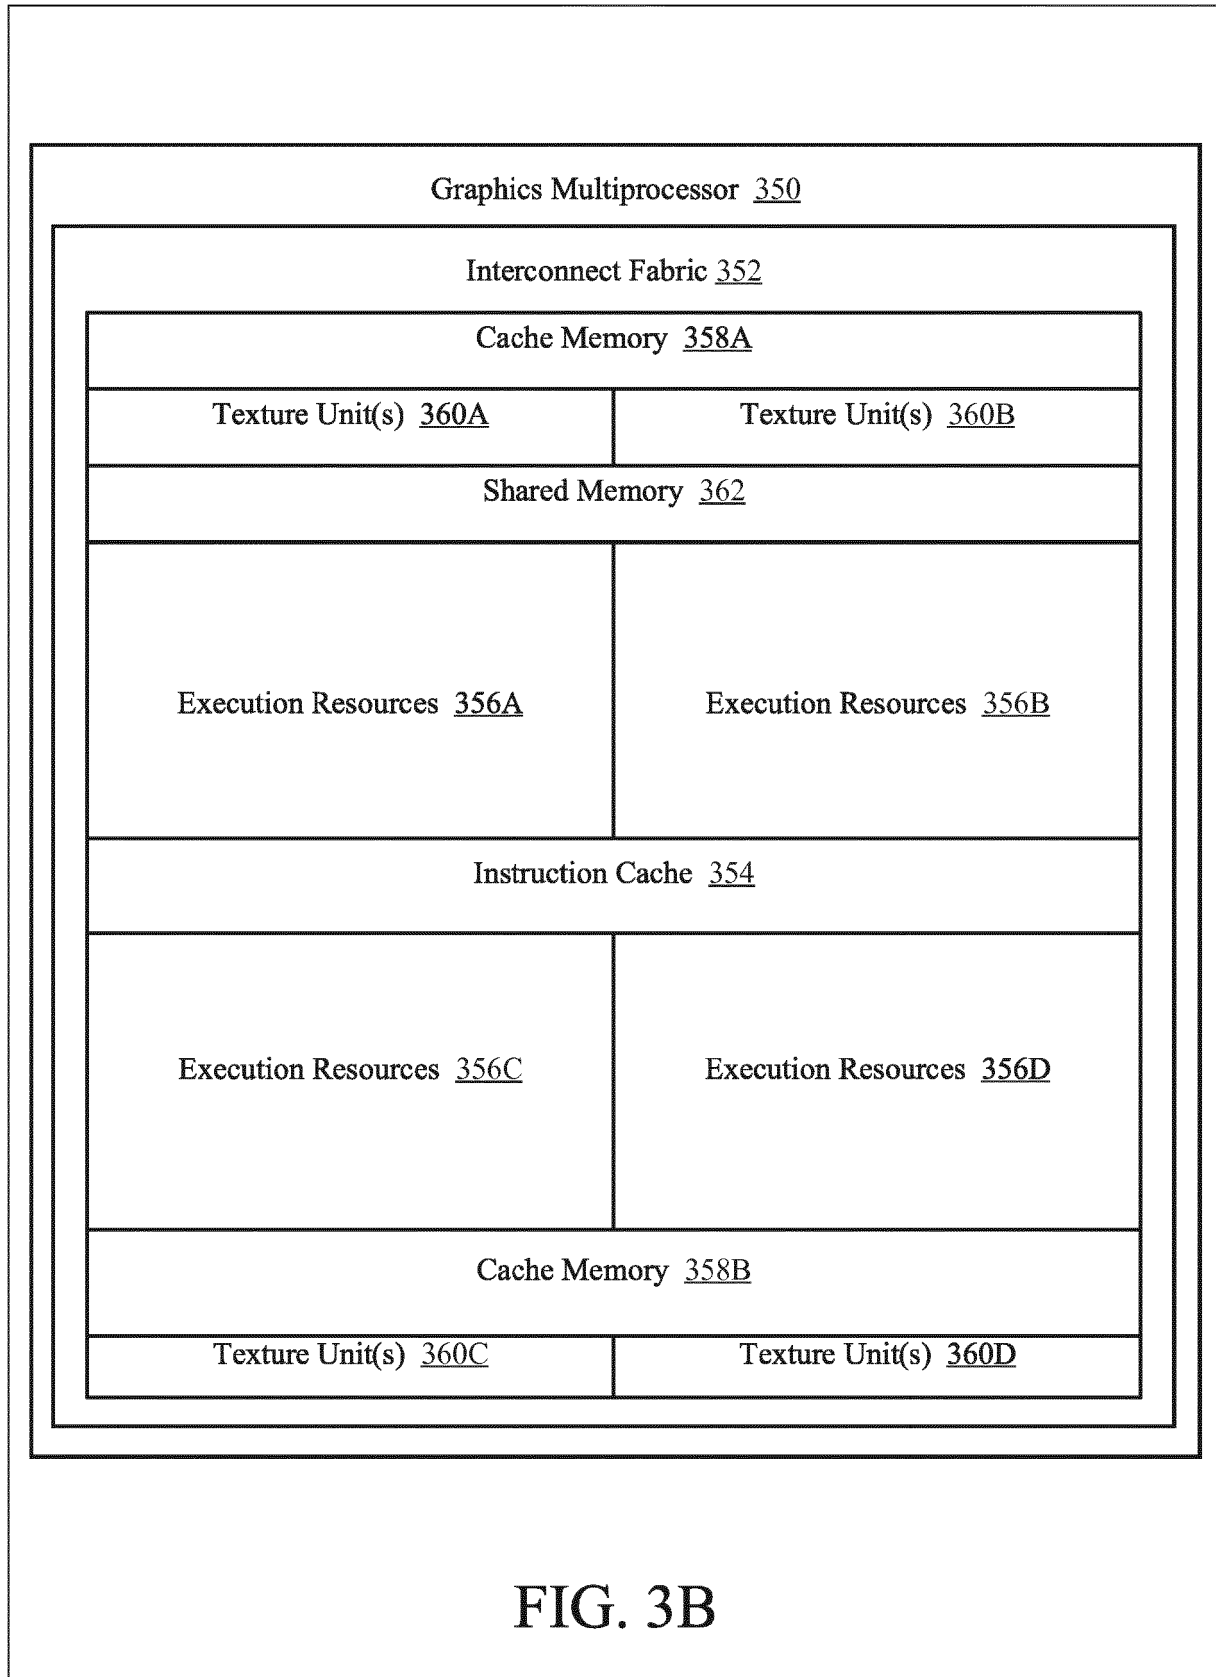 Graphics Multiprocessor 350
Interconnect Fabric 352
Cache Memory 358A
Texture Unit(s) 360A
Texture Unit(s) 360B
Shared Memory 362
Execution Resources 356A
Execution Resources 356B
Instruction Cache 354
Execution Resources 356C
Execution Resources 356D
Cache Memory 358B
Texture Unit(s) 360C
Texture Unit(s) 360D
FIG. 3B